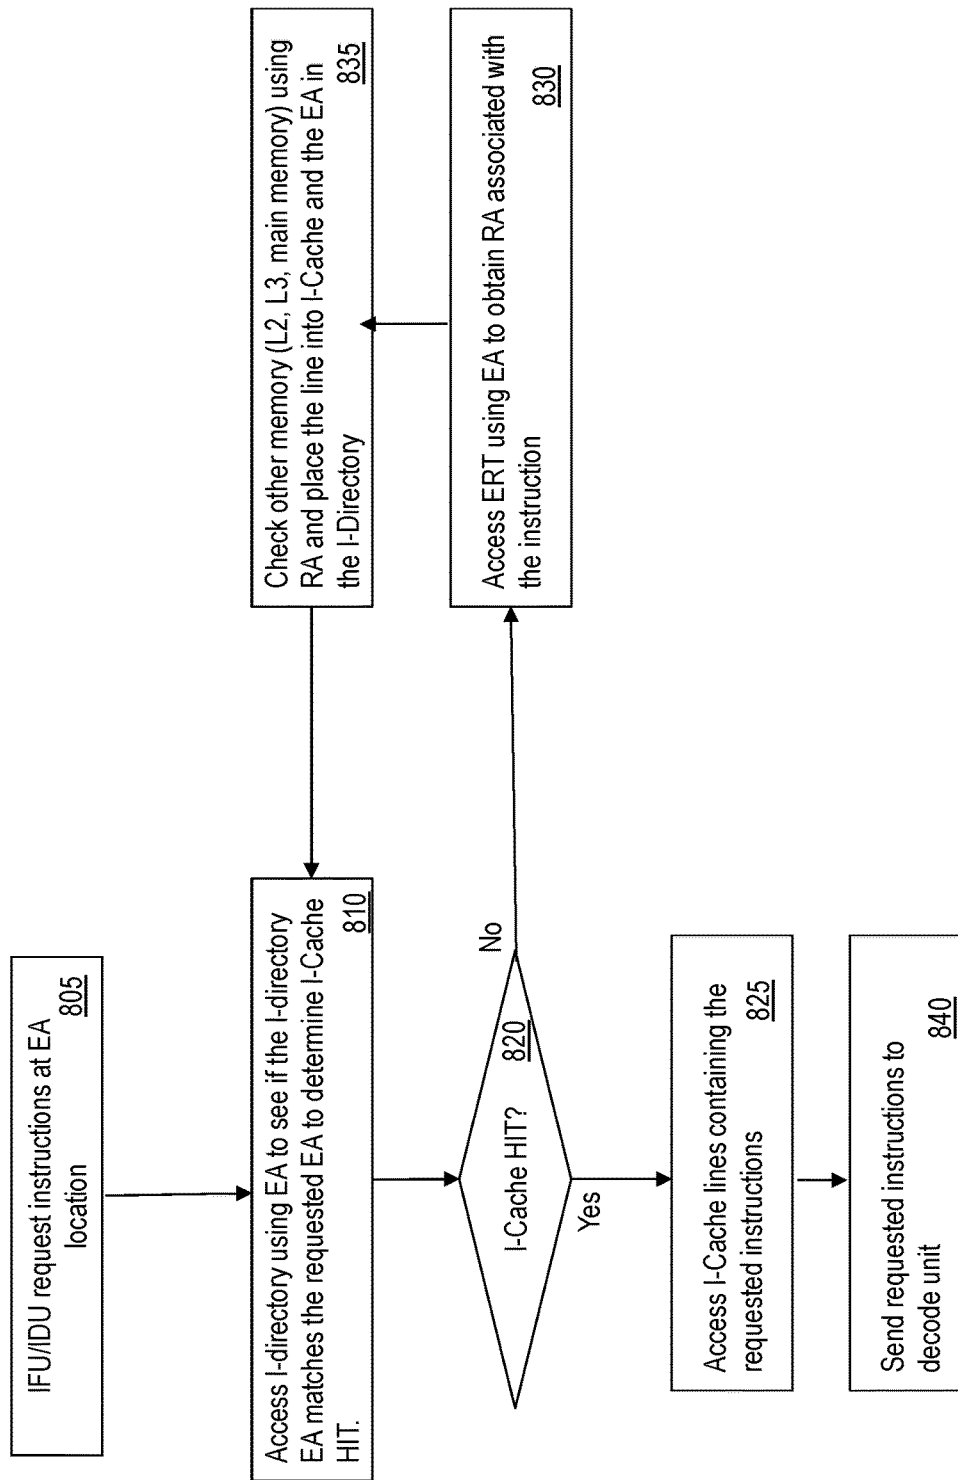 IFU/IDU request instructions at EA
location
805
Access I-directory using EA to see if the I-directory
EA matches the requested EA to determine I-Cache
HIT.
810
I-Cache HIT?
820
No
Yes
Access I-Cache lines containing the
requested instructions
825
Send requested instructions to
decode unit
840
Access ERT using EA to obtain RA associated with
the instruction
830
Check other memory (L2, L3, main memory) using
RA and place the line into I-Cache and the EA in
the I-Directory
835